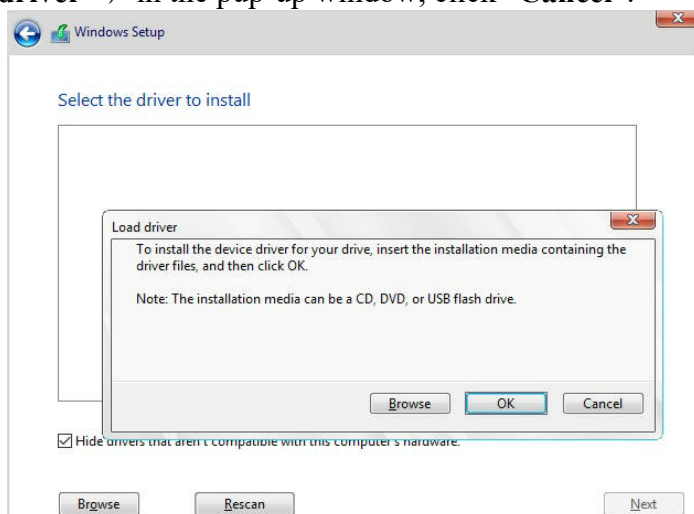 driver", in the pup-up window, click "Cancel".
Windows Setup
Select the driver to install
Load driver
To install the device driver for your drive, insert the installation media containing the
driver files, and then click OK.
Note: The installation media can be a CD, DVD, or USB flash drive.
Browse OK Cancel
Hide drivers that aren't compatible with this computer's hardware.
Browse Rescan Next